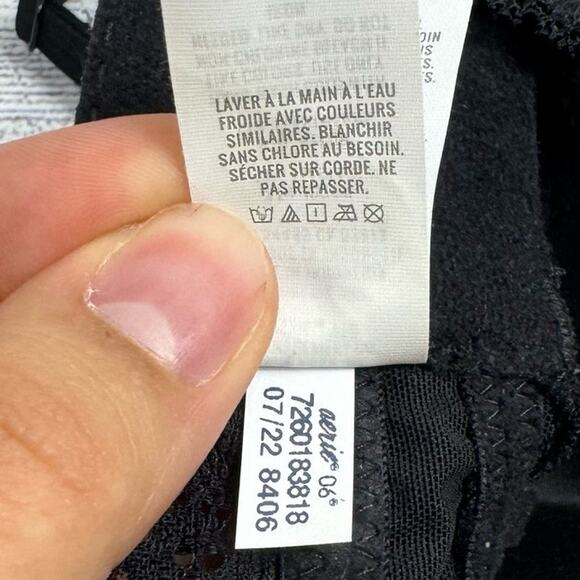 LAVER À LA MAIN À L'EAU
FROIDE AVEC COULEURS
SIMILAIRES. BLANCHIR
SANS CHLORE AU BESOIN.
SÉCHER SUR CORDE. NE
PAS REPASSER.
aerie® 06®
7260183818
07/22 8406